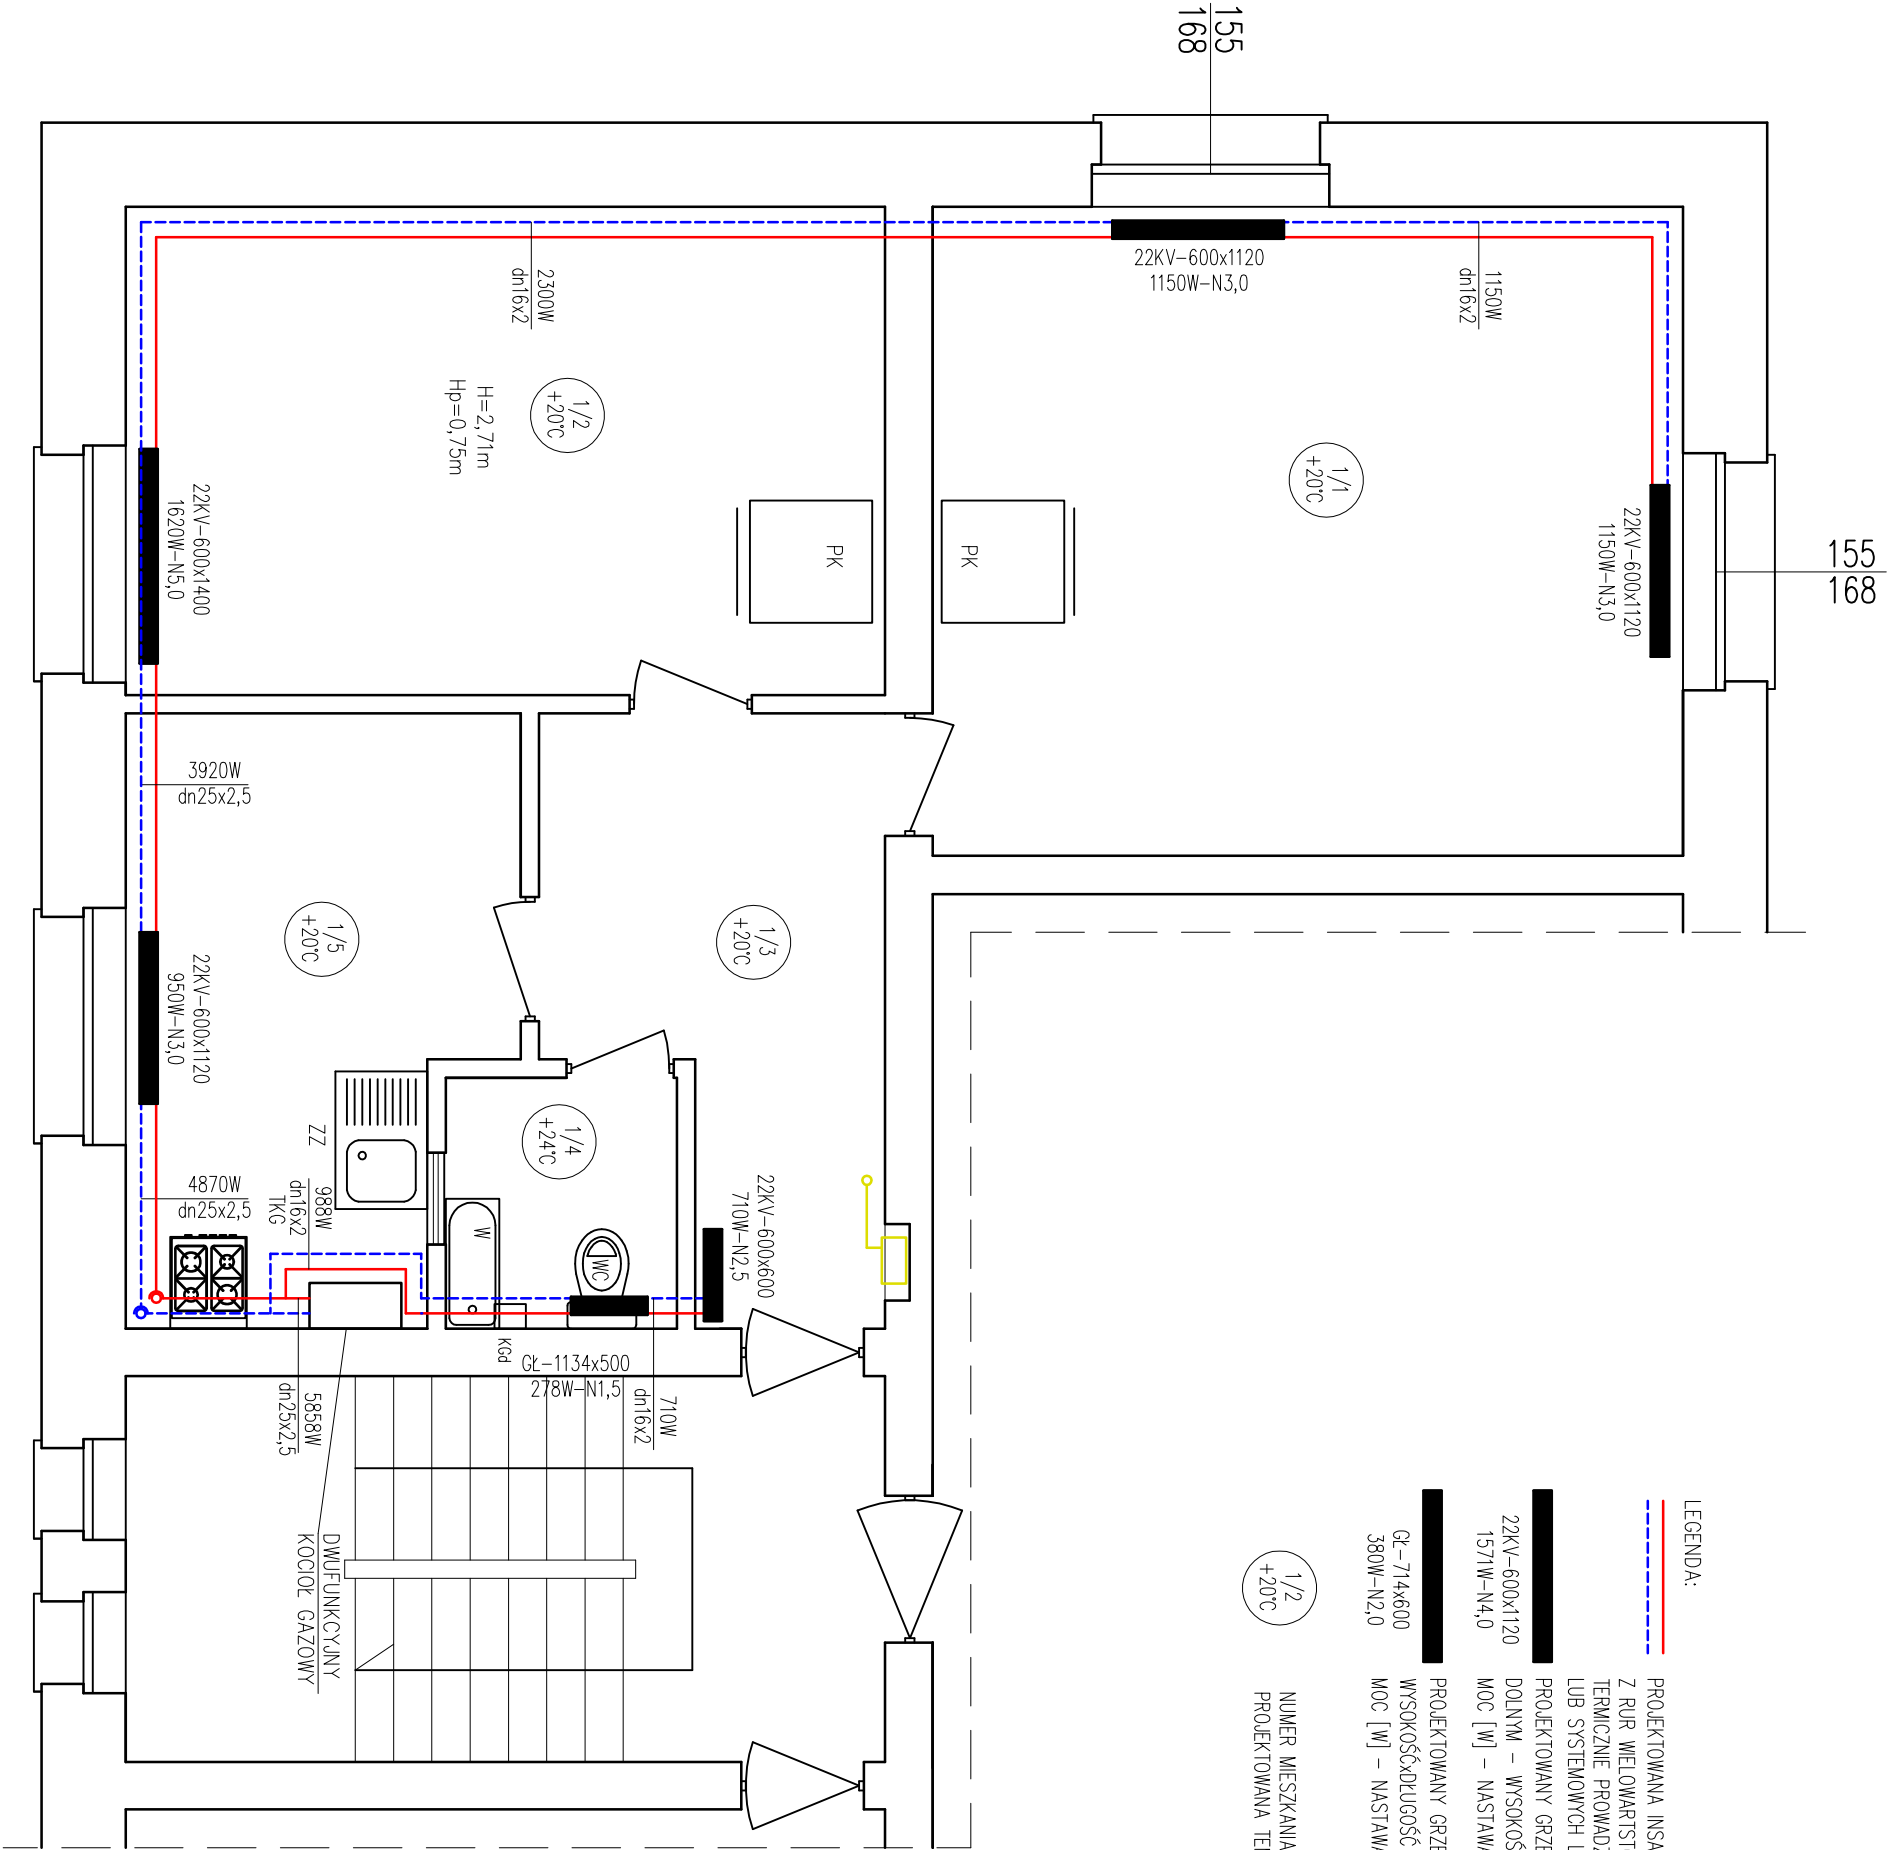 155
168
155
168
22KV-600x1120
1150W-N3,0
1150W
dn16x2
2300W
dn16x2
1/2
+20°C
H=2,71m
Hp=0,75m
1/1
+20°C
22KV-600x1120
1150W-N3,0
22KV-600x1400
1620W-N5,0
PK
PK
3920W
dn25x2,5
1/5
+20°C
1/3
+20°C
22KV-600x1120
950W-N3,0
ZZ
1/4
+24°C
4870W
dn25x2,5
988W
dn16x2
TKG
W
WC
22KV-600x600
710W-N2,5
KGd
GŁ-1134x500
278W-N1,5
710W
dn16x2
5858W
dn25x2,5
DWUFUNKCYJNY
KOCIOŁ GAZOWY
LEGENDA:
PROJEKTOWANA INSA
Z RUR WIELOWARTST
TERMICZNIE PROWADZ
LUB SYSTEMOWYCH L
22KV-600x1120
1571W-N4,0
PROJEKTOWANY GRZE
DOLNYM - WYSOKOŚ
MOC [W] - NASTAWA
GŁ-714x600
380W-N2,0
PROJEKTOWANY GRZE
WYSOKOŚĆxDŁUGOŚĆ
MOC [W] - NASTAWA
1/2
+20°C
NUMER MIESZKANIA
PROJEKTOWANA TE